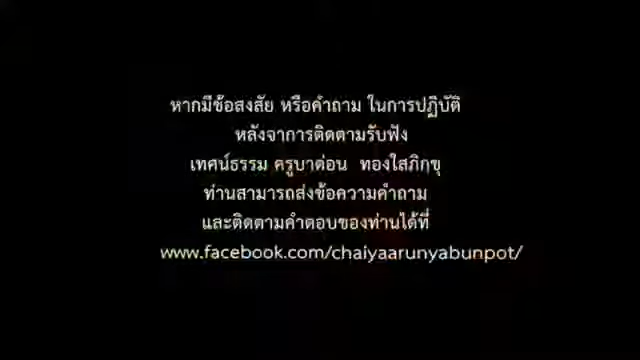 หากมีข้อสงสัย หรือคำถาม ในการปฏิบัติ
หลังจาการติดตามรับฟัง
เทศน์ธรรม ครูบาต่อน ทองใสภิกฺขุ
ท่านสามารถส่งข้อความคำถาม
และติดตามคำตอบของท่านได้ที่
www.facebook.com/chaiyaarunyabunpot/